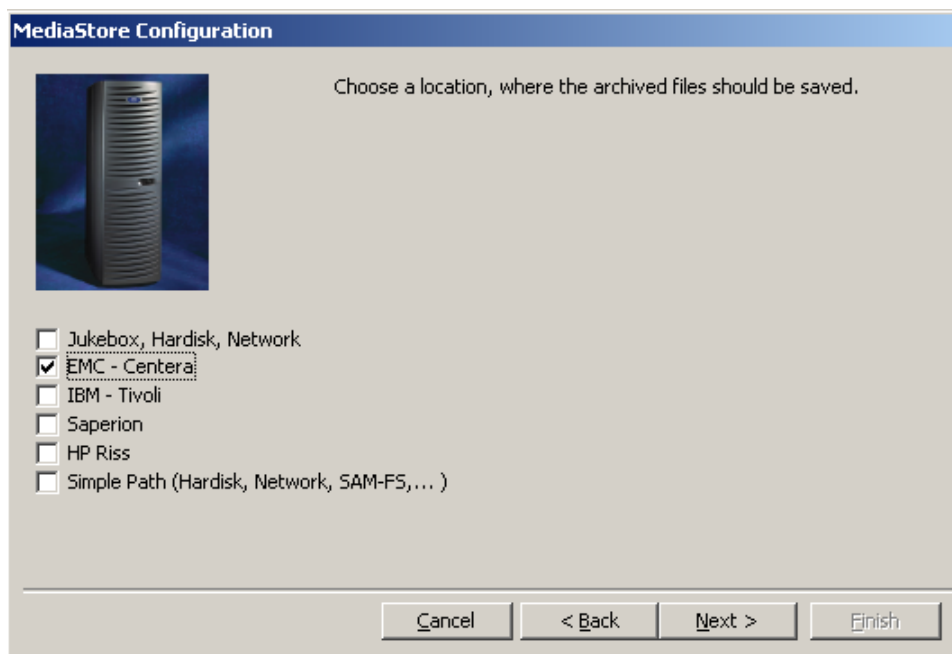 MediaStore Configuration
Choose a location, where the archived files should be saved.
Jukebox, Hardisk, Network
EMC - Centera
IBM - Tivoli
Saperion
HP Riss
Simple Path (Hardisk, Network, SAM-FS,... )
Cancel
< Back
Next >
Finish